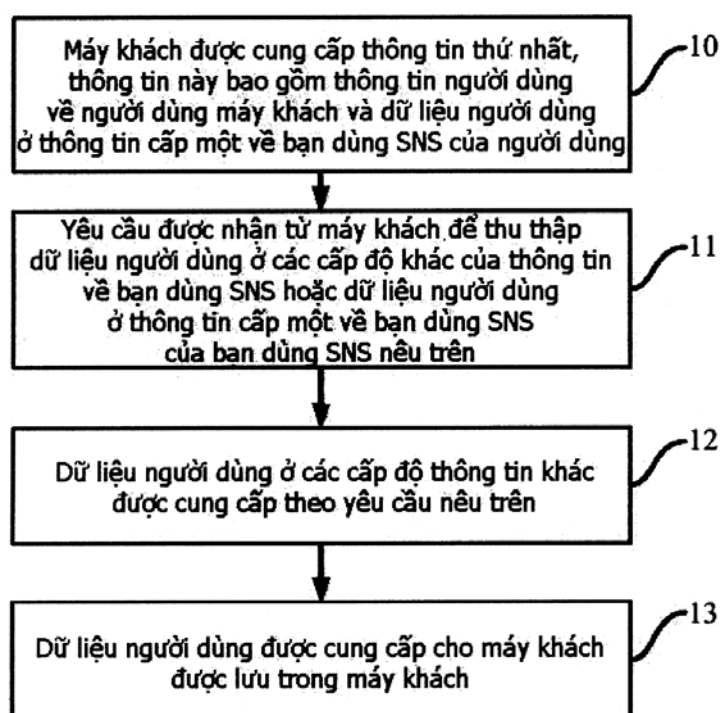 Máy khách được cung cấp thông tin thứ nhất,
thông tin này bao gồm thông tin người dùng
về người dùng máy khách và dữ liệu người dùng
ở thông tin cấp một về bạn dùng SNS của người dùng
10
Yêu cầu được nhận từ máy khách để thu thập
dữ liệu người dùng ở các cấp độ khác của thông tin
về bạn dùng SNS hoặc dữ liệu người dùng
ở thông tin cấp một về bạn dùng SNS
của bạn dùng SNS nêu trên
11
Dữ liệu người dùng ở các cấp độ thông tin khác
được cung cấp theo yêu cầu nêu trên
12
Dữ liệu người dùng được cung cấp cho máy khách
được lưu trong máy khách
13